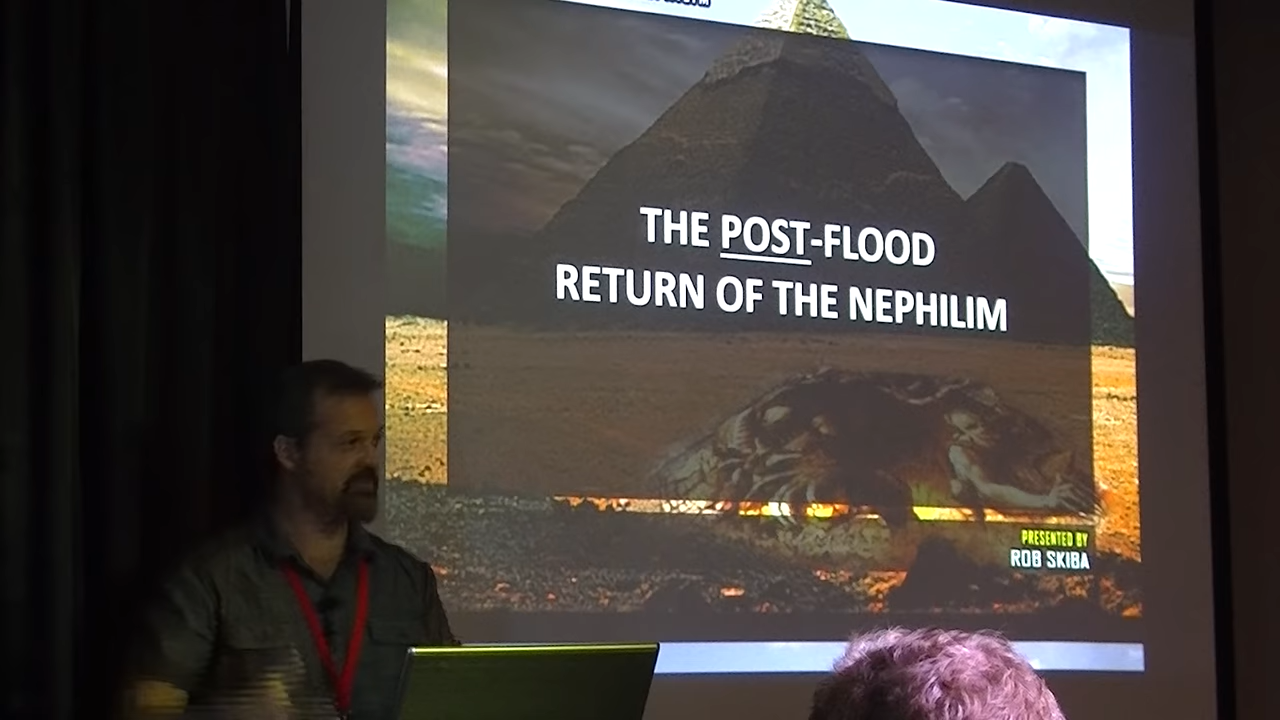 THE POST-FLOOD
RETURN OF THE NEPHILIM
PRESENTED BY
ROB SKIBA